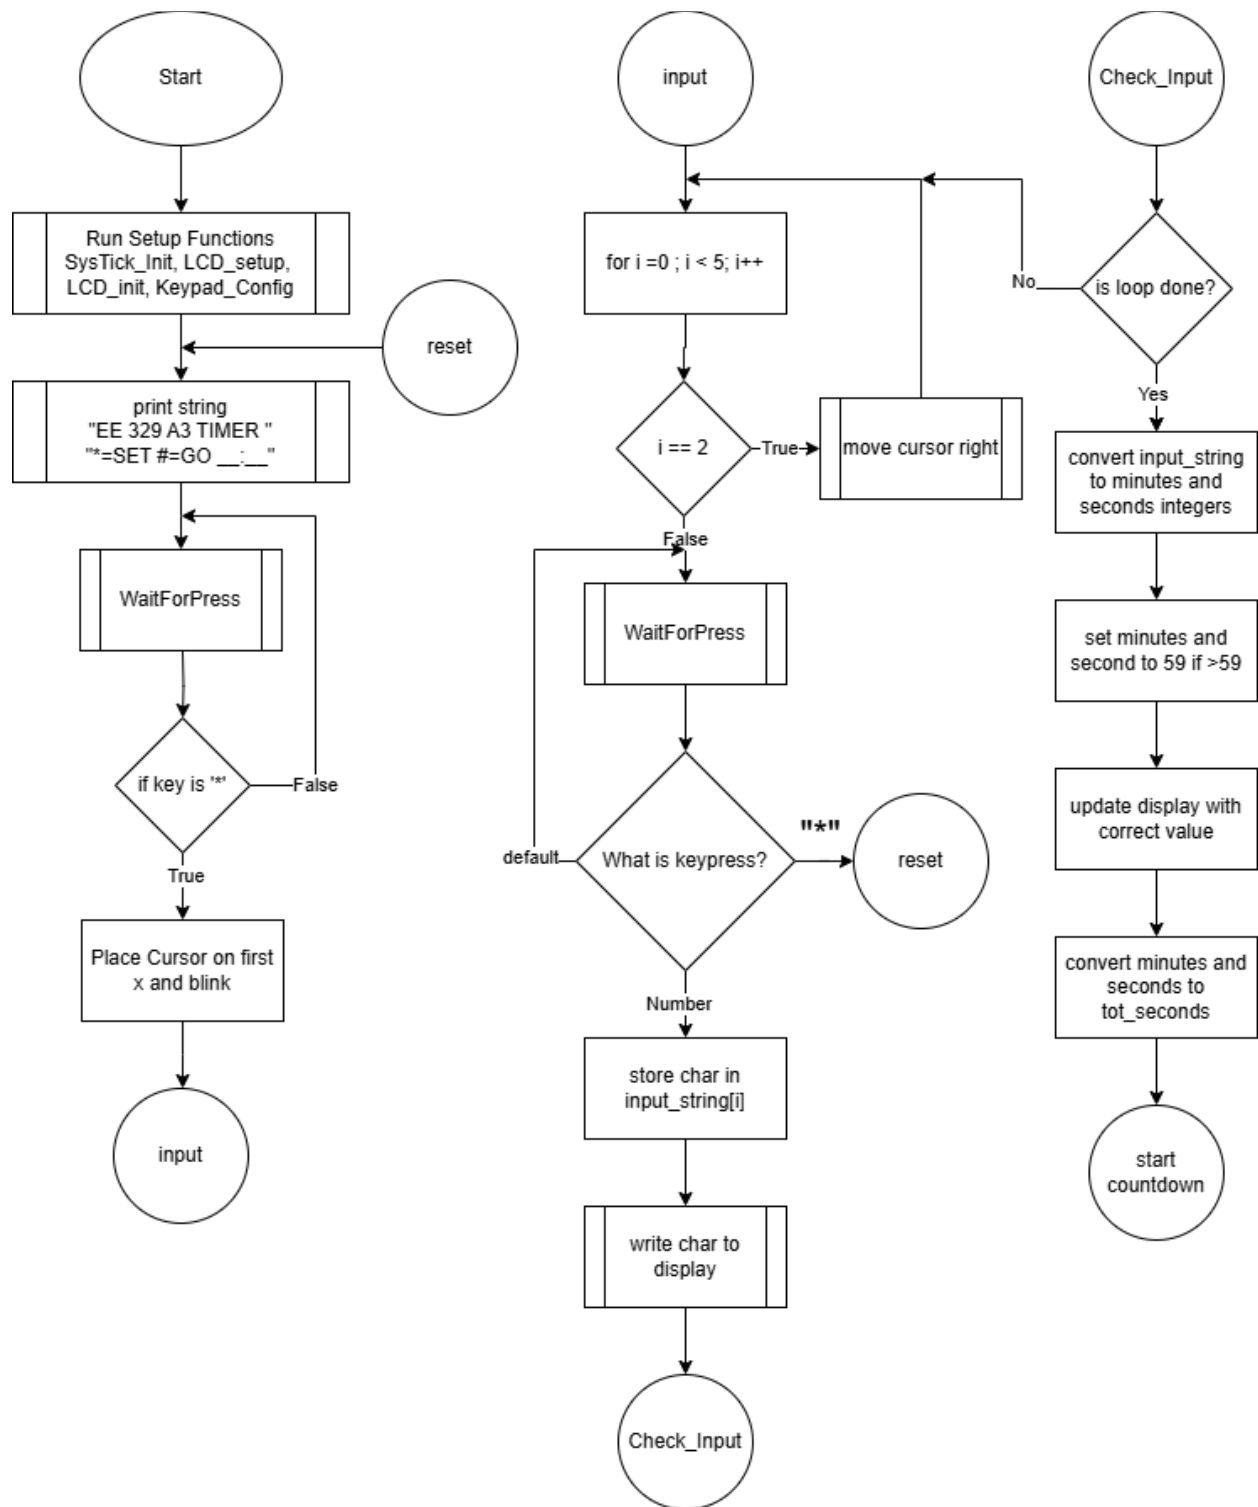 Start
Run Setup Functions
SysTick_Init, LCD_setup,
LCD_init, Keypad_Config
reset
print string
"EE 329 A3 TIMER "
"*=SET #=GO __:__"
WaitForPress
if key is '*'
False
True
Place Cursor on first
x and blink
input
input
for i =0 ; i < 5; i++
i == 2
True
move cursor right
False
WaitForPress
What is keypress?
default
"*"
reset
Number
store char in
input_string[i]
write char to
display
Check_Input
Check_Input
is loop done?
No
Yes
convert input_string
to minutes and
seconds integers
set minutes and
second to 59 if >59
update display with
correct value
convert minutes and
seconds to
tot_seconds
start
countdown